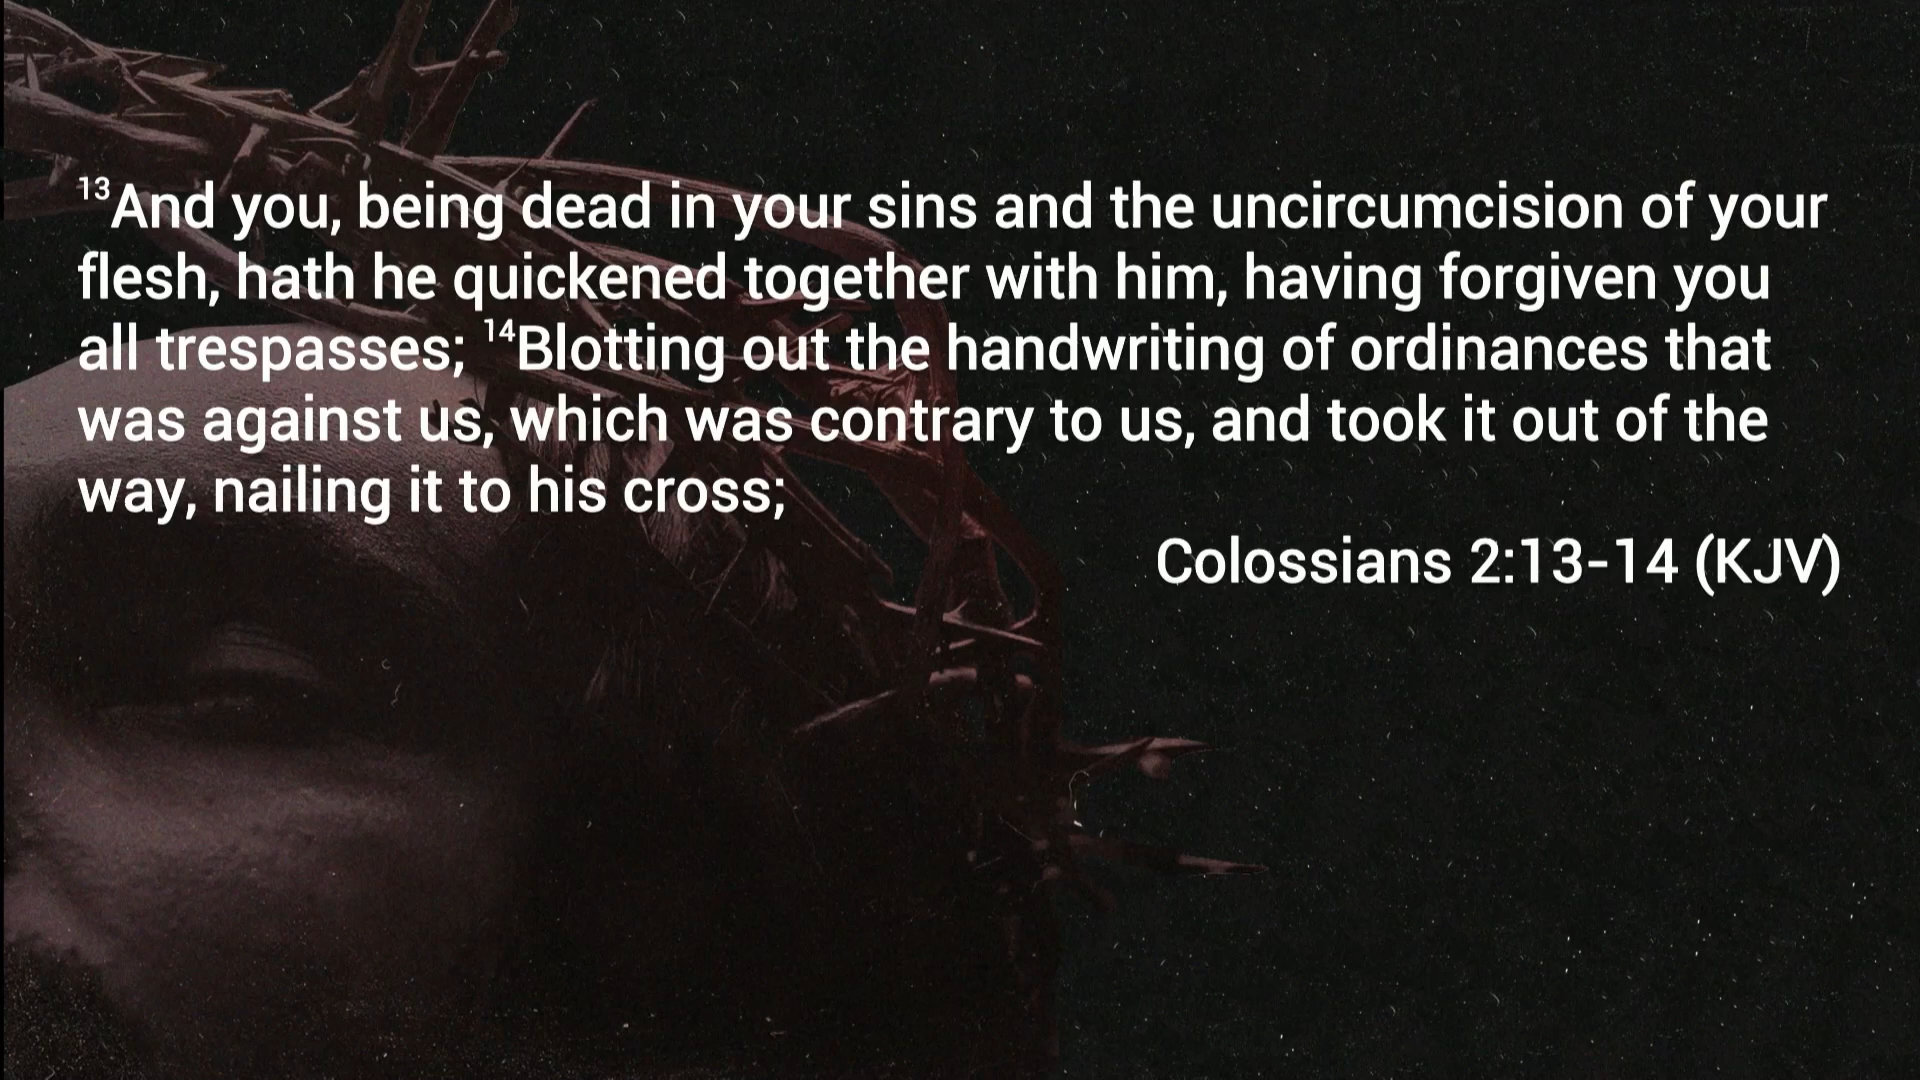 ¹³And you, being dead in your sins and the uncircumcision of your
flesh, hath he quickened together with him, having forgiven you
all trespasses; ¹⁴Blotting out the handwriting of ordinances that
was against us, which was contrary to us, and took it out of the
way, nailing it to his cross;
Colossians 2:13-14 (KJV)